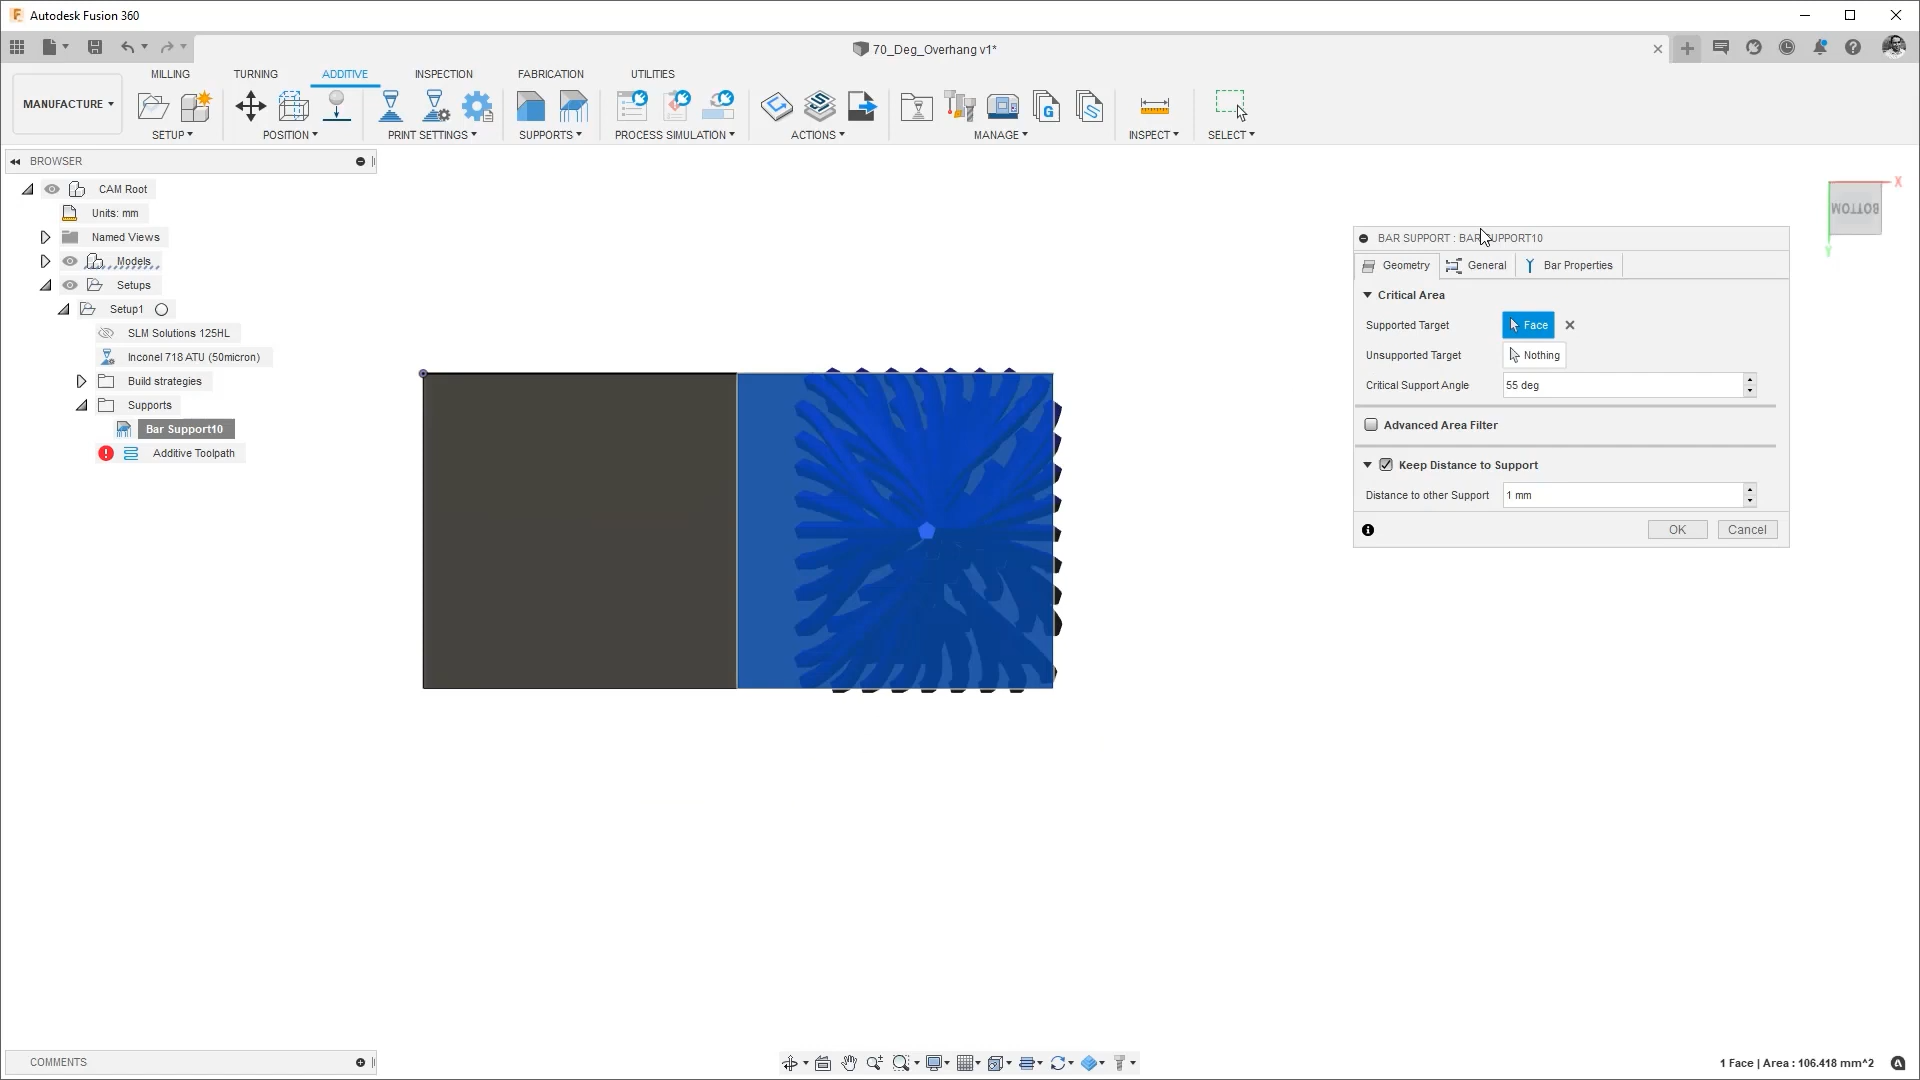 Autodesk Fusion 360
70_Deg_Overhang v1*
MILLING TURNING ADDITIVE INSPECTION FABRICATION UTILITIES
MANUFACTURE
SETUP POSITION PRINT SETTINGS SUPPORTS PROCESS SIMULATION ACTIONS MANAGE INSPECT SELECT
BROWSER
CAM Root
Units: mm
Named Views
Models
Setups
Setup1
SLM Solutions 125HL
Inconel 718 ATU (50micron)
Build strategies
Supports
Bar Support10
Additive Toolpath
BOTTOM
X
Y
BAR SUPPORT : BAR SUPPORT10
Geometry General Bar Properties
Critical Area
Supported Target Face
Unsupported Target Nothing
Critical Support Angle 55 deg
Advanced Area Filter
Keep Distance to Support
Distance to other Support 1 mm
OK Cancel
COMMENTS
1 Face | Area : 106.418 mm^2